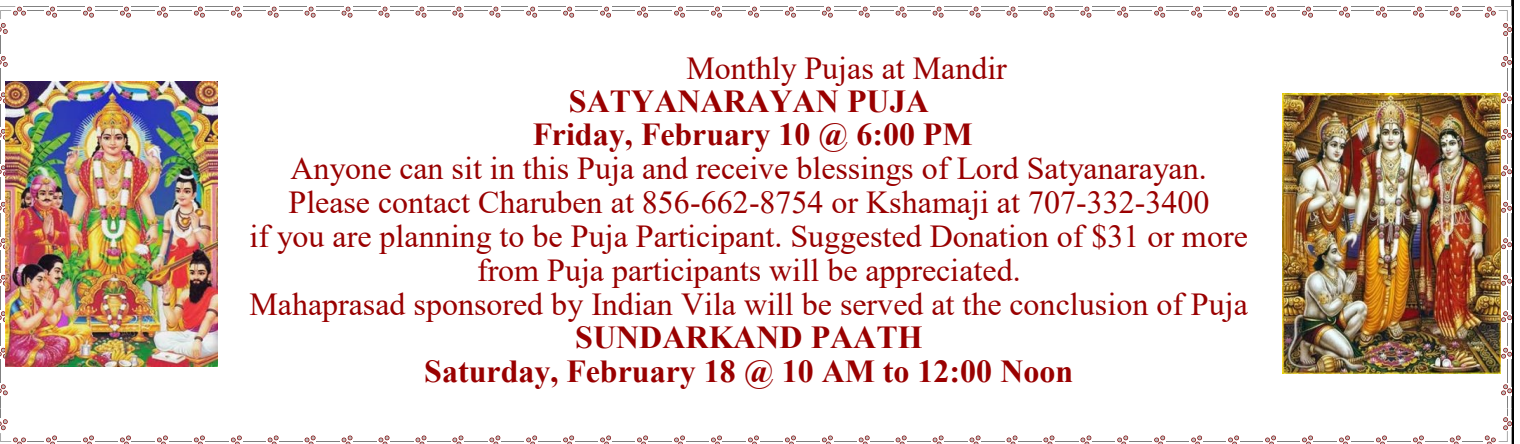 Monthly Pujas at Mandir
SATYANARAYAN PUJA
Friday, February 10 @ 6:00 PM
Anyone can sit in this Puja and receive blessings of Lord Satyanarayan.
Please contact Charuben at 856-662-8754 or Kshamaji at 707-332-3400
if you are planning to be Puja Participant. Suggested Donation of $31 or more
from Puja participants will be appreciated.
Mahaprasad sponsored by Indian Vila will be served at the conclusion of Puja
SUNDARKAND PAATH
Saturday, February 18 @ 10 AM to 12:00 Noon